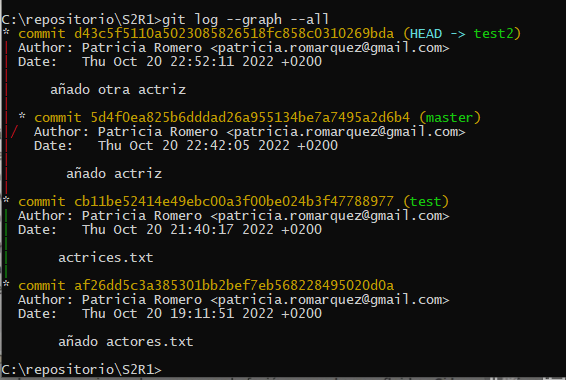 C:\repositorio\S2R1>git log --graph --all
* commit d43c5f5110a5023085826518fc858c0310269bda (HEAD -> test2)
| Author: Patricia Romero <patricia.romarquez@gmail.com>
| Date:   Thu Oct 20 22:52:11 2022 +0200
|
|     añado otra actriz
|
| * commit 5d4f0ea825b6dddad26a955134be7a7495a2d6b4 (master)
|/  Author: Patricia Romero <patricia.romarquez@gmail.com>
|   Date:   Thu Oct 20 22:42:05 2022 +0200
|
|       añado actriz
|
* commit cb11be52414e49ebc00a3f00be024b3f47788977 (test)
| Author: Patricia Romero <patricia.romarquez@gmail.com>
| Date:   Thu Oct 20 21:40:17 2022 +0200
|
|      actrices.txt
|
* commit af26dd5c3a385301bb2bef7eb568228495020d0a
  Author: Patricia Romero <patricia.romarquez@gmail.com>
  Date:   Thu Oct 20 19:11:51 2022 +0200

       añado actores.txt

C:\repositorio\S2R1>